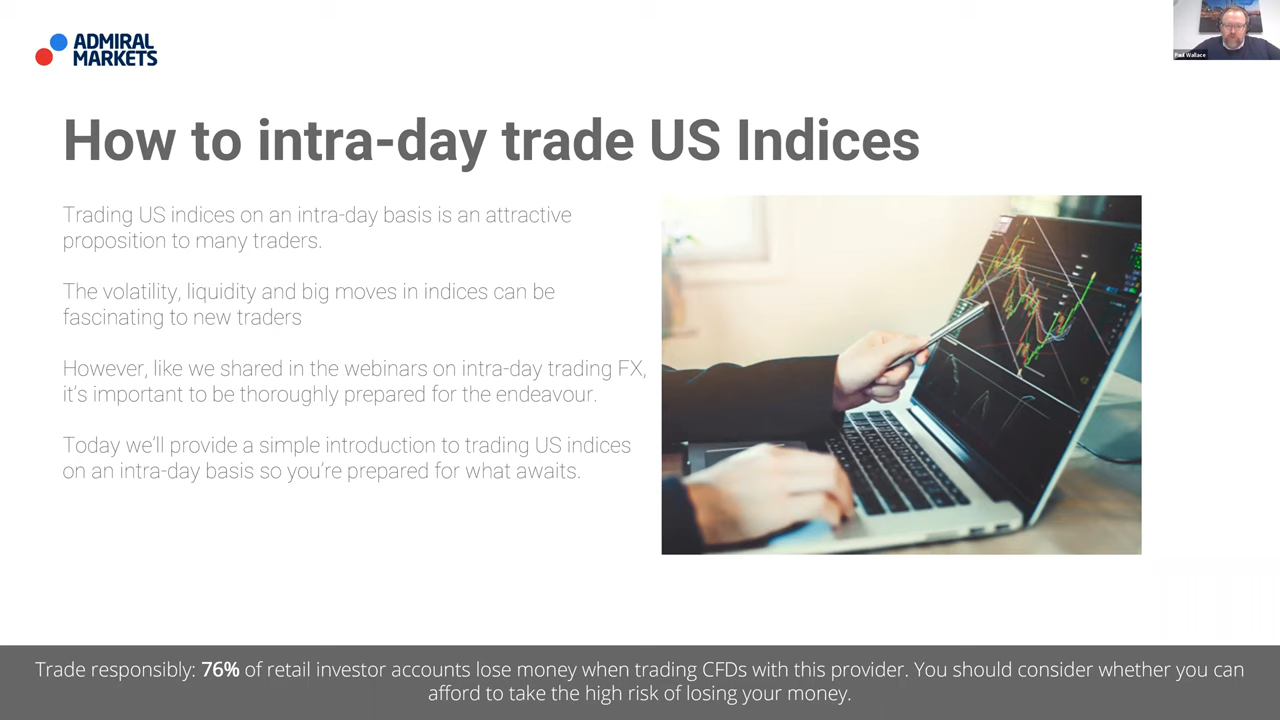 ADMIRAL
MARKETS
Paul Wallace
How to intra-day trade US Indices
Trading US indices on an intra-day basis is an attractive
proposition to many traders.
The volatility, liquidity and big moves in indices can be
fascinating to new traders
However, like we shared in the webinars on intra-day trading FX,
it's important to be thoroughly prepared for the endeavour.
Today we'll provide a simple introduction to trading US indices
on an intra-day basis so you're prepared for what awaits.
Trade responsibly: 76% of retail investor accounts lose money when trading CFDs with this provider. You should consider whether you can
afford to take the high risk of losing your money.